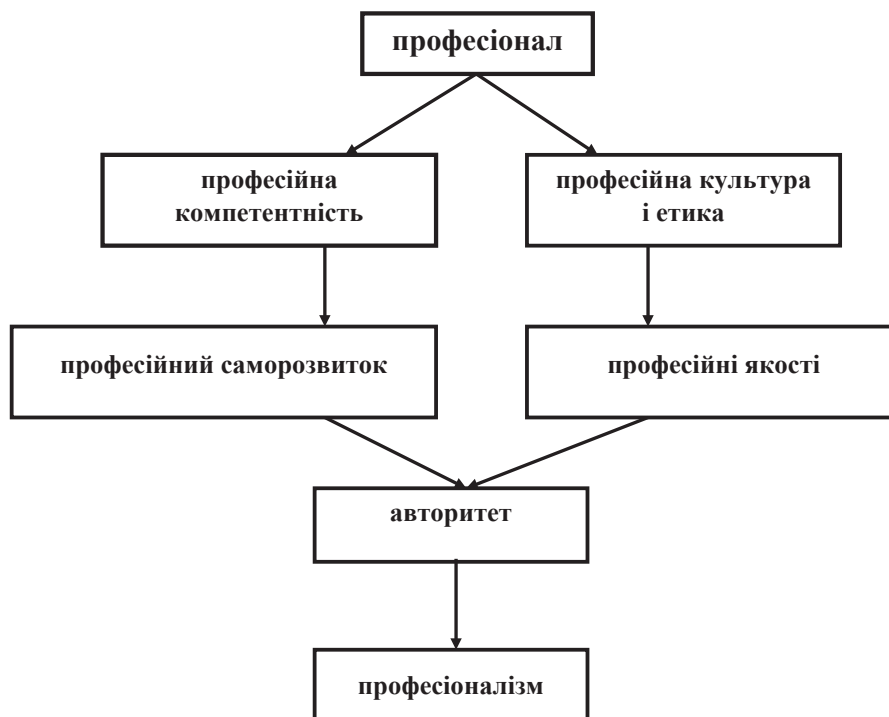 професіонал
професійна
компетентність
професійна культура
і етика
професійний саморозвиток
професійні якості
авторитет
професіоналізм